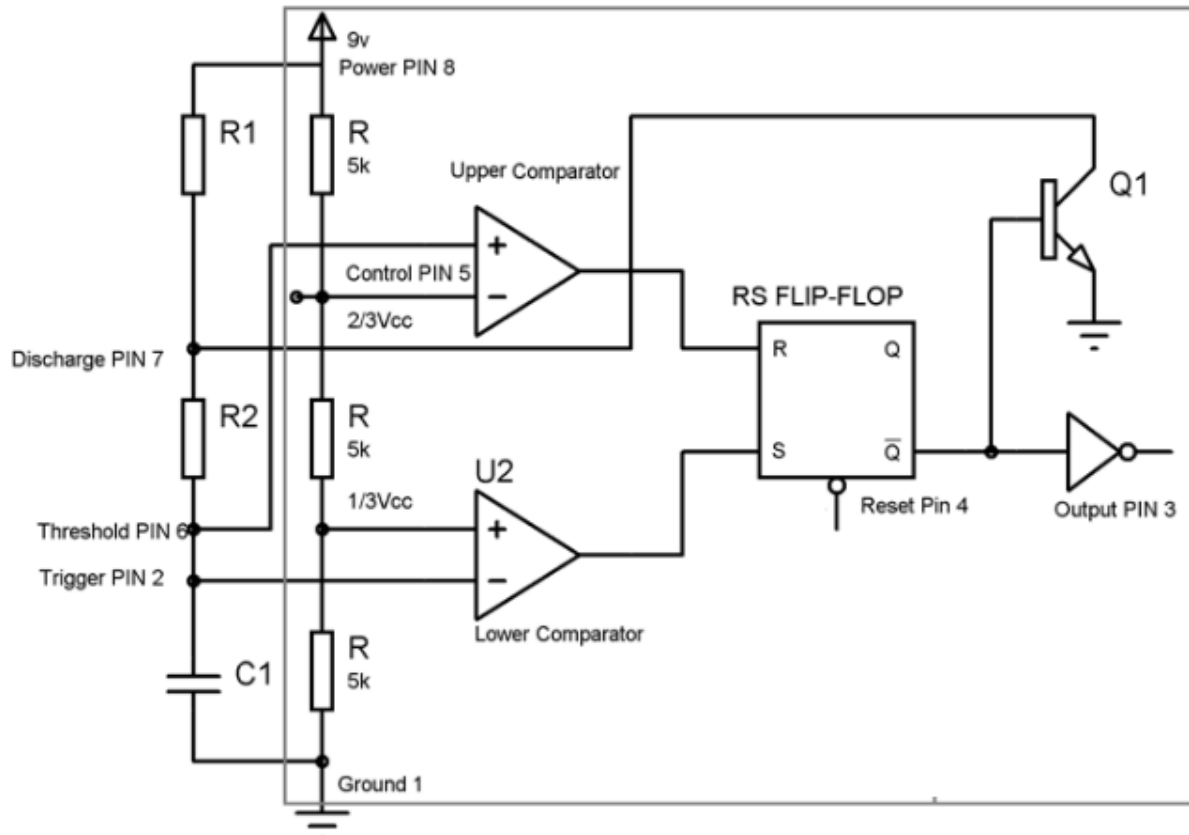 9v
Power PIN 8
R1
R
5k
Upper Comparator
Q1
+
Control PIN 5
−
2/3Vcc
RS FLIP-FLOP
Discharge PIN 7
R
Q
R2
R
5k
S
Q̅
U2
1/3Vcc
Reset Pin 4
Output PIN 3
Threshold PIN 6
+
Trigger PIN 2
−
Lower Comparator
R
5k
C1
Ground 1